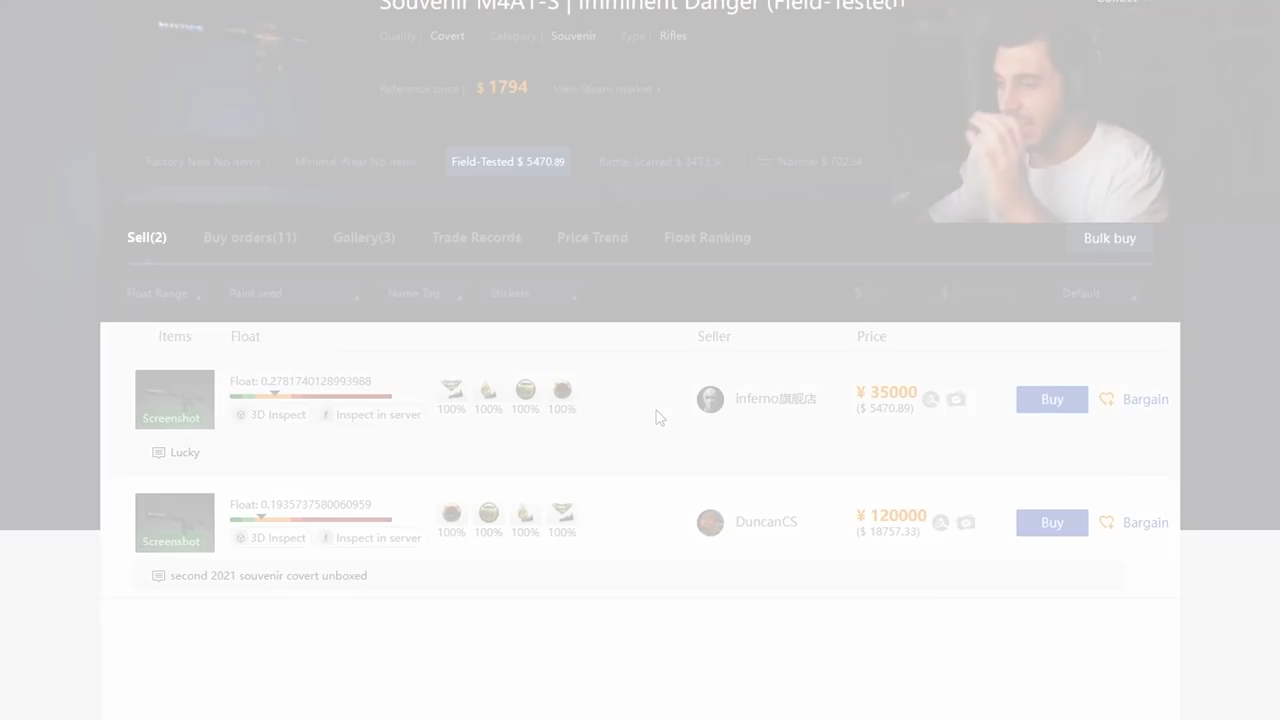 Souvenir M4A1-S | Imminent Danger (Field-Tested)
Quality | Covert Category | Souvenir Type | Rifles
Reference price | $ 1794 View Steam market
Factory New No items Minimal Wear No items Field-Tested $ 5470.89 Battle-Scarred $ Normal $ 702.64
Sell(2) Buy orders(11) Gallery(3) Trade Records Price Trend Float Ranking Bulk buy
Float Range Paint seed Name Tag Stickers $ $ Default
Items Float Seller Price
Float: 0.2781740128993988
Screenshot 3D Inspect Inspect in server 100% 100% 100% 100% inferno旗舰店 ¥ 35000 Buy Bargain
($ 5470.89)
Lucky
Float: 0.1935737580060959
Screenshot 3D Inspect Inspect in server 100% 100% 100% 100% DuncanCS ¥ 120000 Buy Bargain
($ 18757.33)
second 2021 souvenir covert unboxed